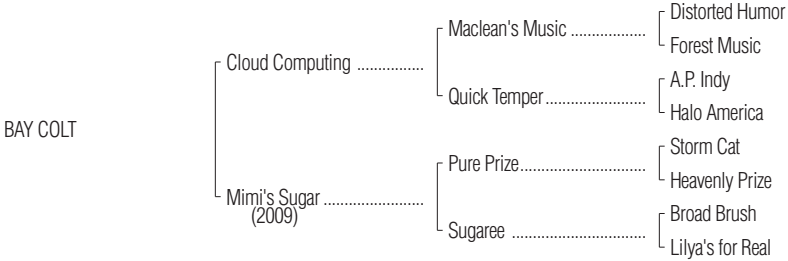 Distorted Humor
Maclean's Music ..................
Forest Music
Cloud Computing ................
A.P. Indy
Quick Temper........................
Halo America
BAY COLT
Storm Cat
Pure Prize..............................
Heavenly Prize
Mimi's Sugar ........................
(2009)
Broad Brush
Sugaree ................................
Lilya's for Real